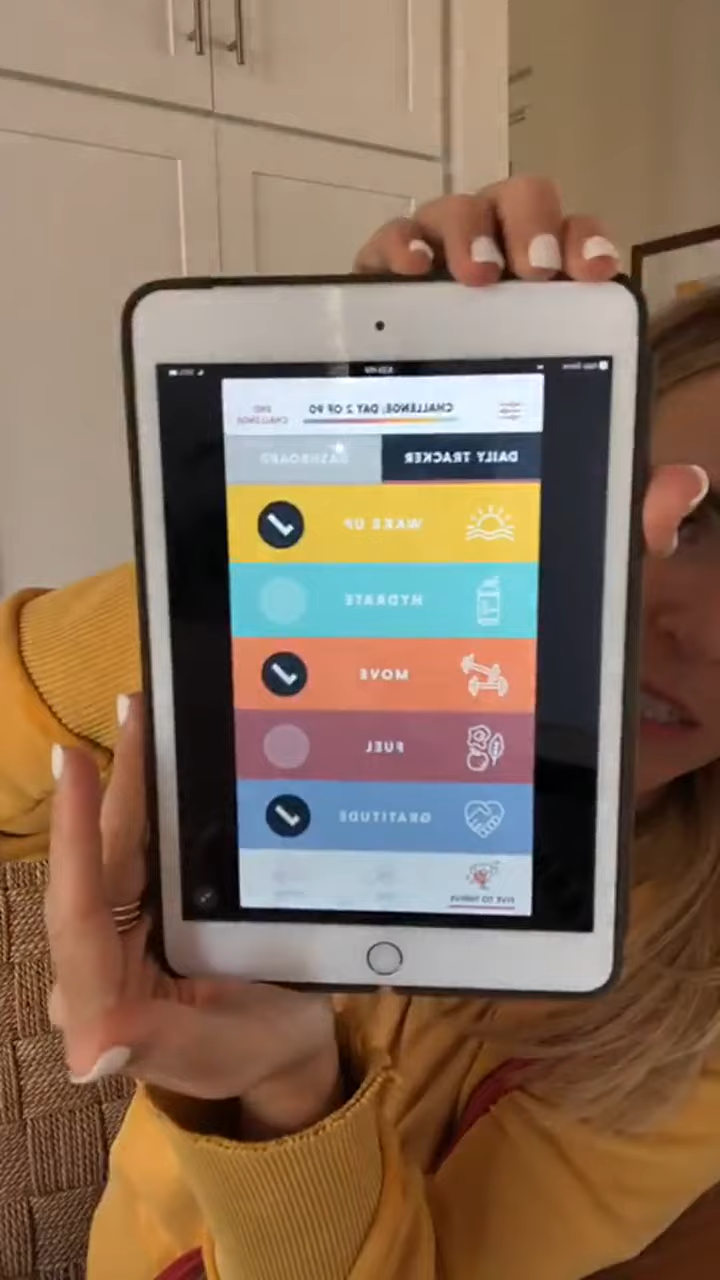 CHALLENGE: DAY 2 OF 90
END
CHALLENGE
DAILY TRACKER
DASHBOARD
WAKE UP
HYDRATE
MOVE
FUEL
GRATITUDE
FIVE TO THRIVE